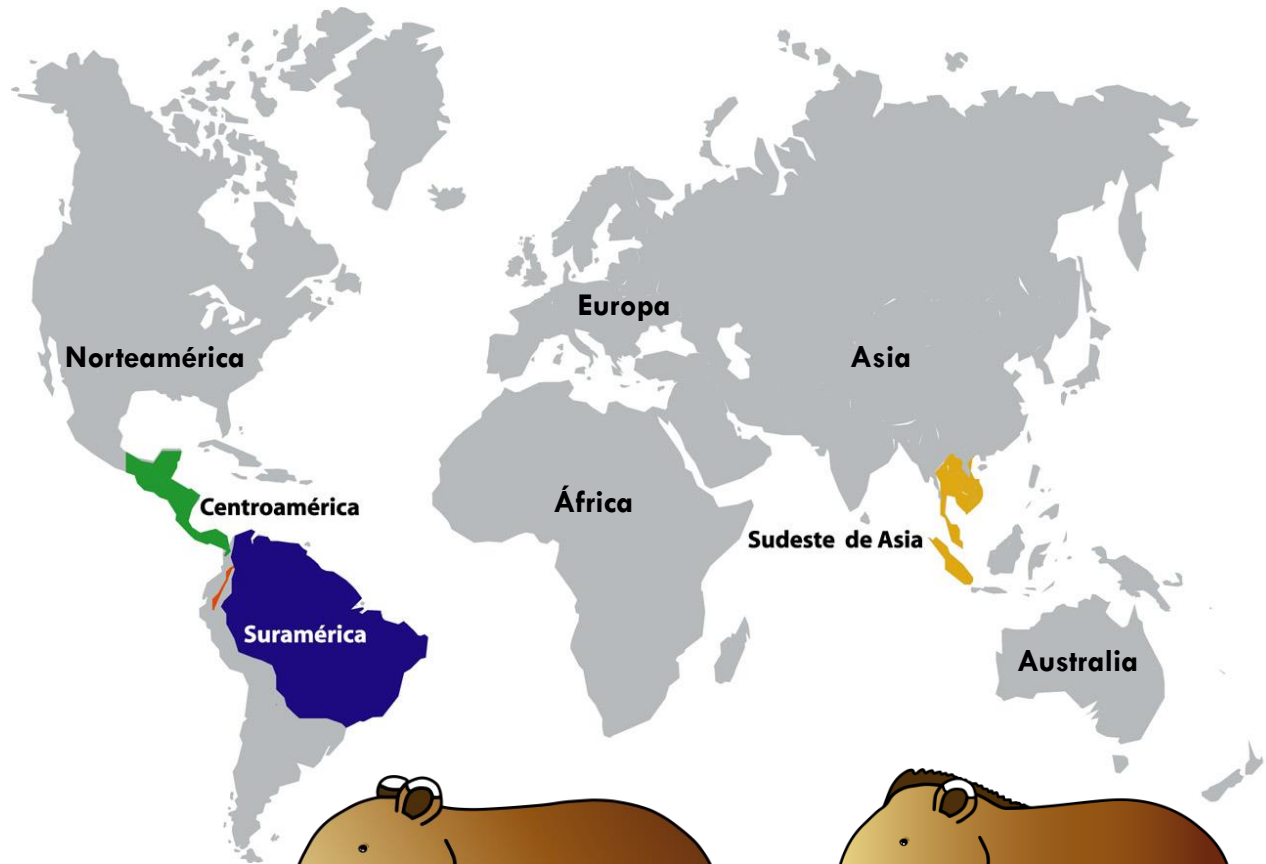 Europa
Norteamérica
Asia
Centroamérica
África
Sudeste de Asia
Suramérica
Australia